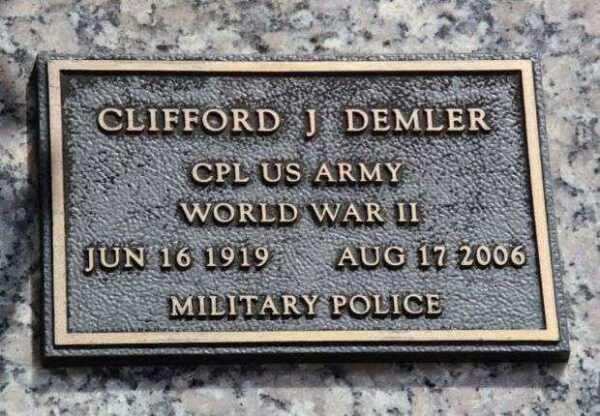 CLIFFORD J DEMLER
CPL US ARMY
WORLD WAR II
JUN 16 1919 AUG 17 2006
MILITARY POLICE